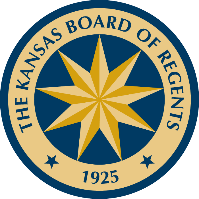 THE KANSAS BOARD OF REGENTS
1925